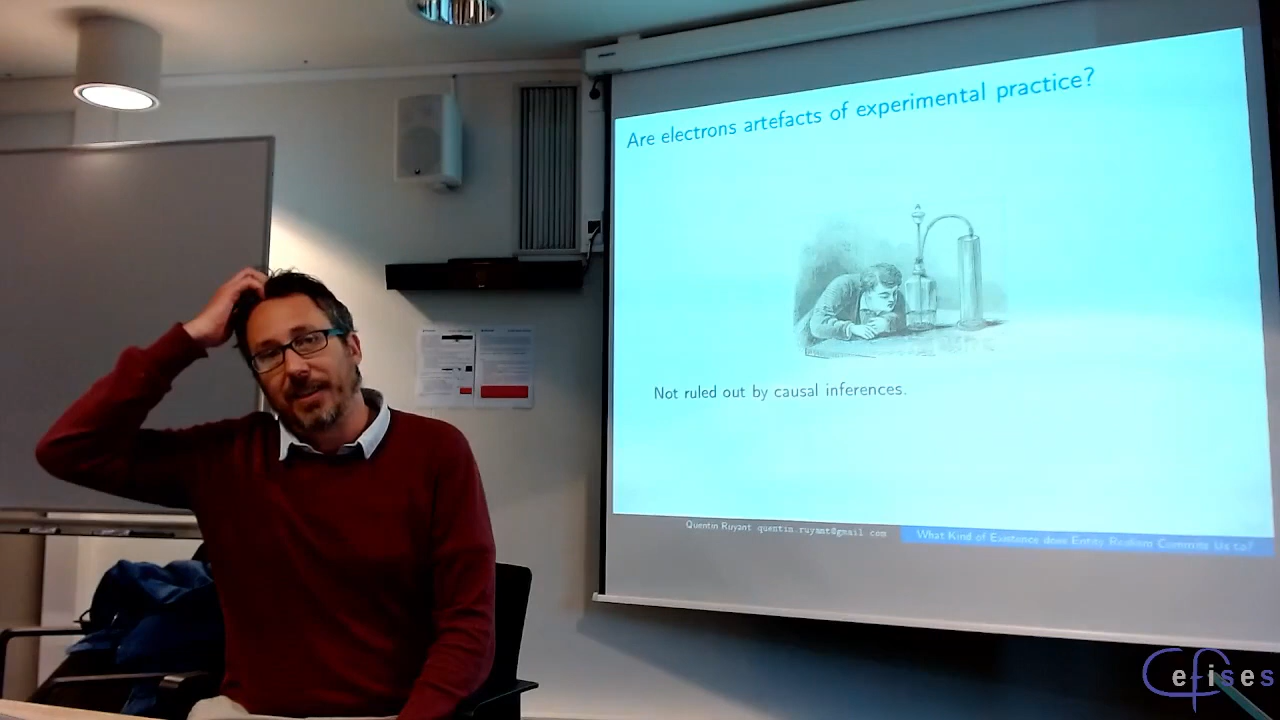 Are electrons artefacts of experimental practice?
Not ruled out by causal inferences.
Quentin Ruyant quentin.ruyant@gmail com
What Kind of Existence does Entity Realism Commits Us to?
efises